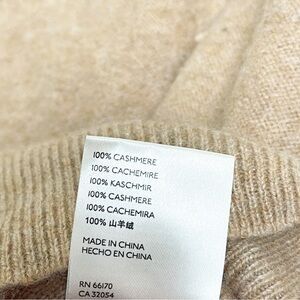 100% CASHMERE
100% CACHEMIRE
100% KASCHMIR
100% CASHMERE
100% CACHEMIRA
100% 山羊绒
MADE IN CHINA
HECHO EN CHINA
RN 66170
CA 32054